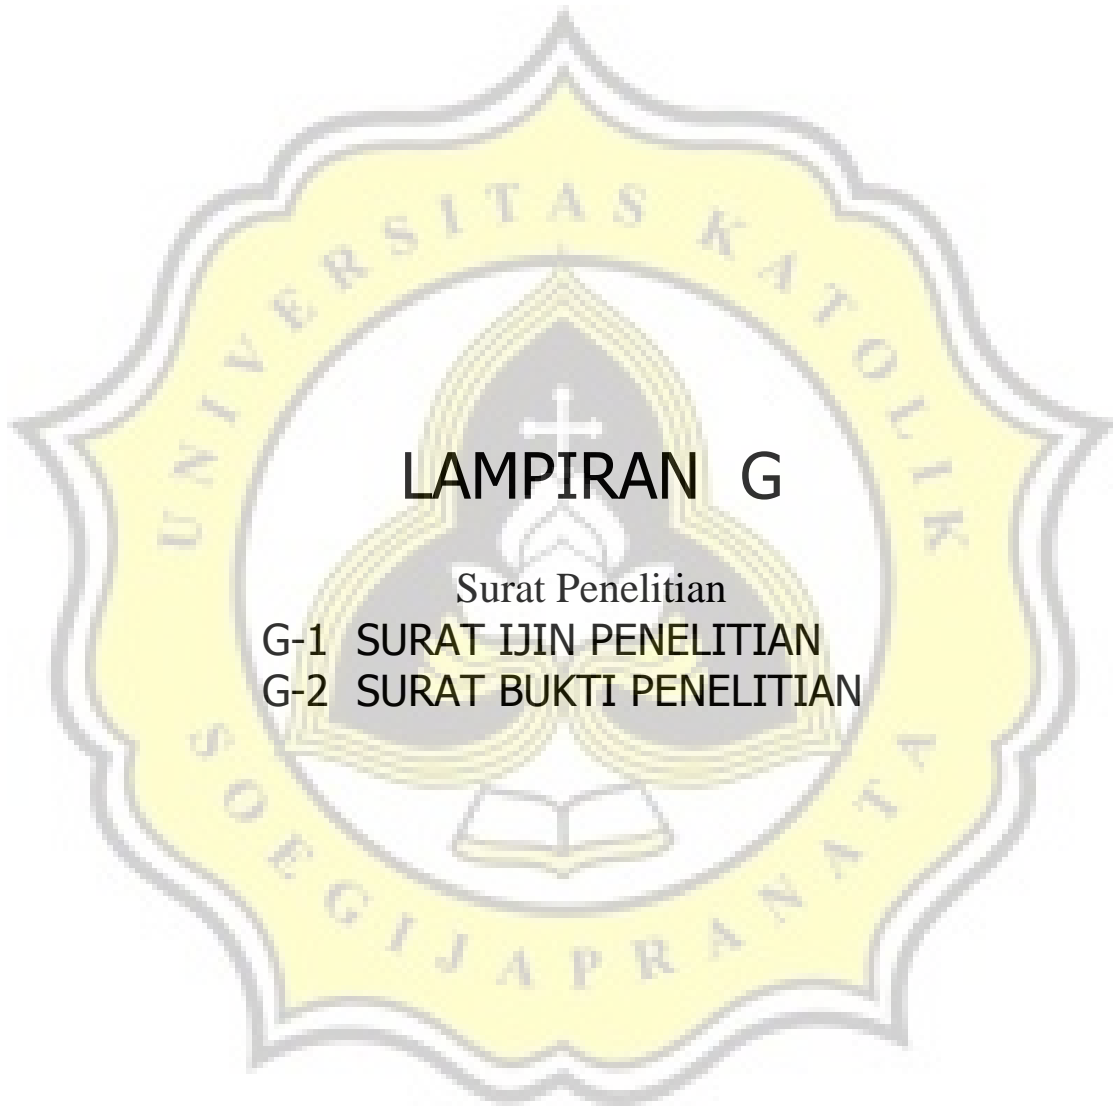 UNIVERSITAS KATOLIK
LAMPIRAN G
Surat Penelitian
G-1 SURAT IJIN PENELITIAN
G-2 SURAT BUKTI PENELITIAN
SOEGIJAPRANATA